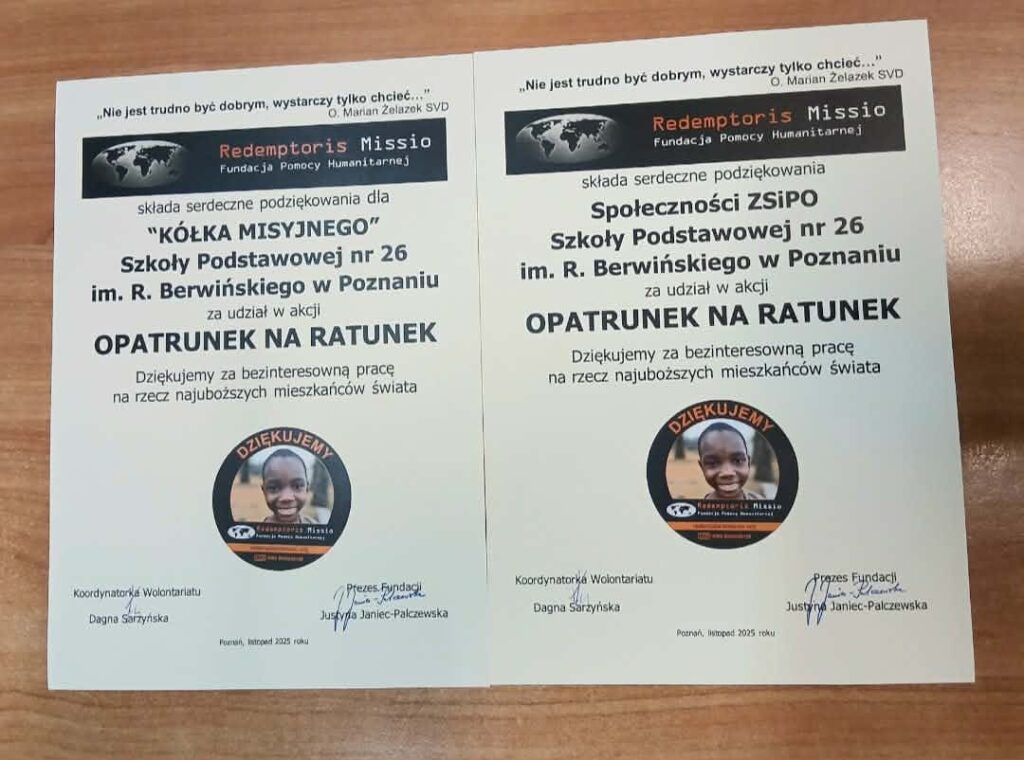 „Nie jest trudno być dobrym, wystarczy tylko chcieć...”
O. Marian Żelazek SVD
Redemptoris Missio
Fundacja Pomocy Humanitarnej
składa serdeczne podziękowania dla
“KÓŁKA MISYJNEGO”
Szkoły Podstawowej nr 26
im. R. Berwińskiego w Poznaniu
za udział w akcji
OPATRUNEK NA RATUNEK
Dziękujemy za bezinteresowną pracę
na rzecz najuboższych mieszkańców świata
DZIĘKUJEMY
Redemptoris Missio
Fundacja Pomocy Humanitarnej
Koordynatorka Wolontariatu
Dagna Sarzyńska
Prezes Fundacji
Justyna Janiec-Palczewska
Poznań, listopad 2025 roku
„Nie jest trudno być dobrym, wystarczy tylko chcieć...”
O. Marian Żelazek SVD
Redemptoris Missio
Fundacja Pomocy Humanitarnej
składa serdeczne podziękowania
Społeczności ZSiPO
Szkoły Podstawowej nr 26
im. R. Berwińskiego w Poznaniu
za udział w akcji
OPATRUNEK NA RATUNEK
Dziękujemy za bezinteresowną pracę
na rzecz najuboższych mieszkańców świata
DZIĘKUJEMY
Redemptoris Missio
Fundacja Pomocy Humanitarnej
Koordynatorka Wolontariatu
Dagna Sarzyńska
Prezes Fundacji
Justyna Janiec-Palczewska
Poznań, listopad 2025 roku